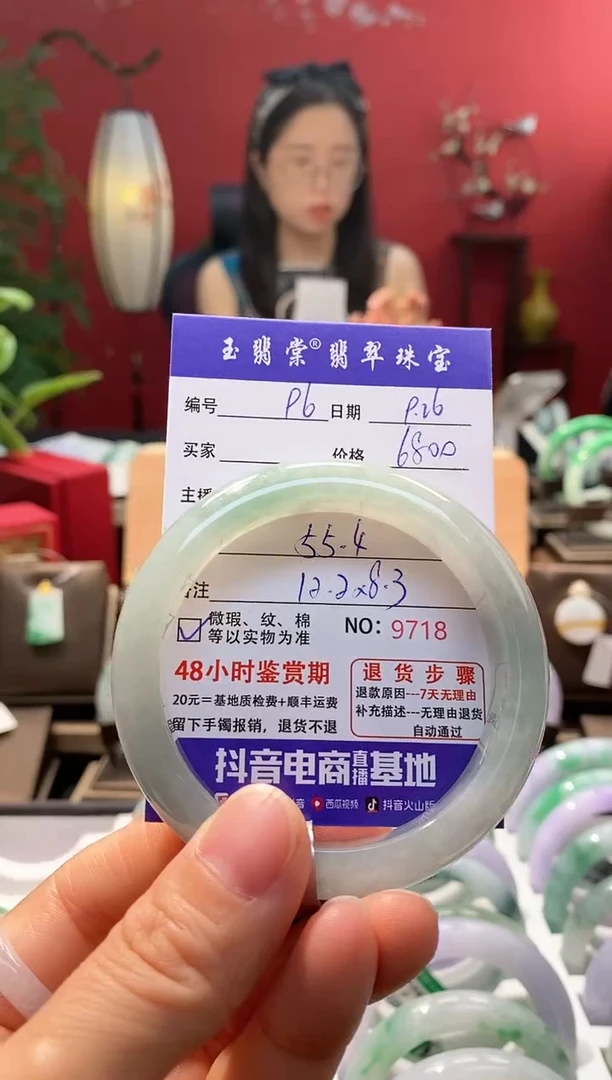 玉翡棠®翡翠珠宝
编号 P6 日期 P.26
买家 价格 6800
主播
55.4
备注 12.2x8.3
微瑕、纹、棉
等以实物为准
NO: 9718
48小时鉴赏期
20元=基地质检费+顺丰运费
留下手镯报销，退货不退
退货步骤
退款原因---7天无理由
补充描述---无理由退货
自动通过
抖音电商直播基地
西瓜视频 抖音火山版